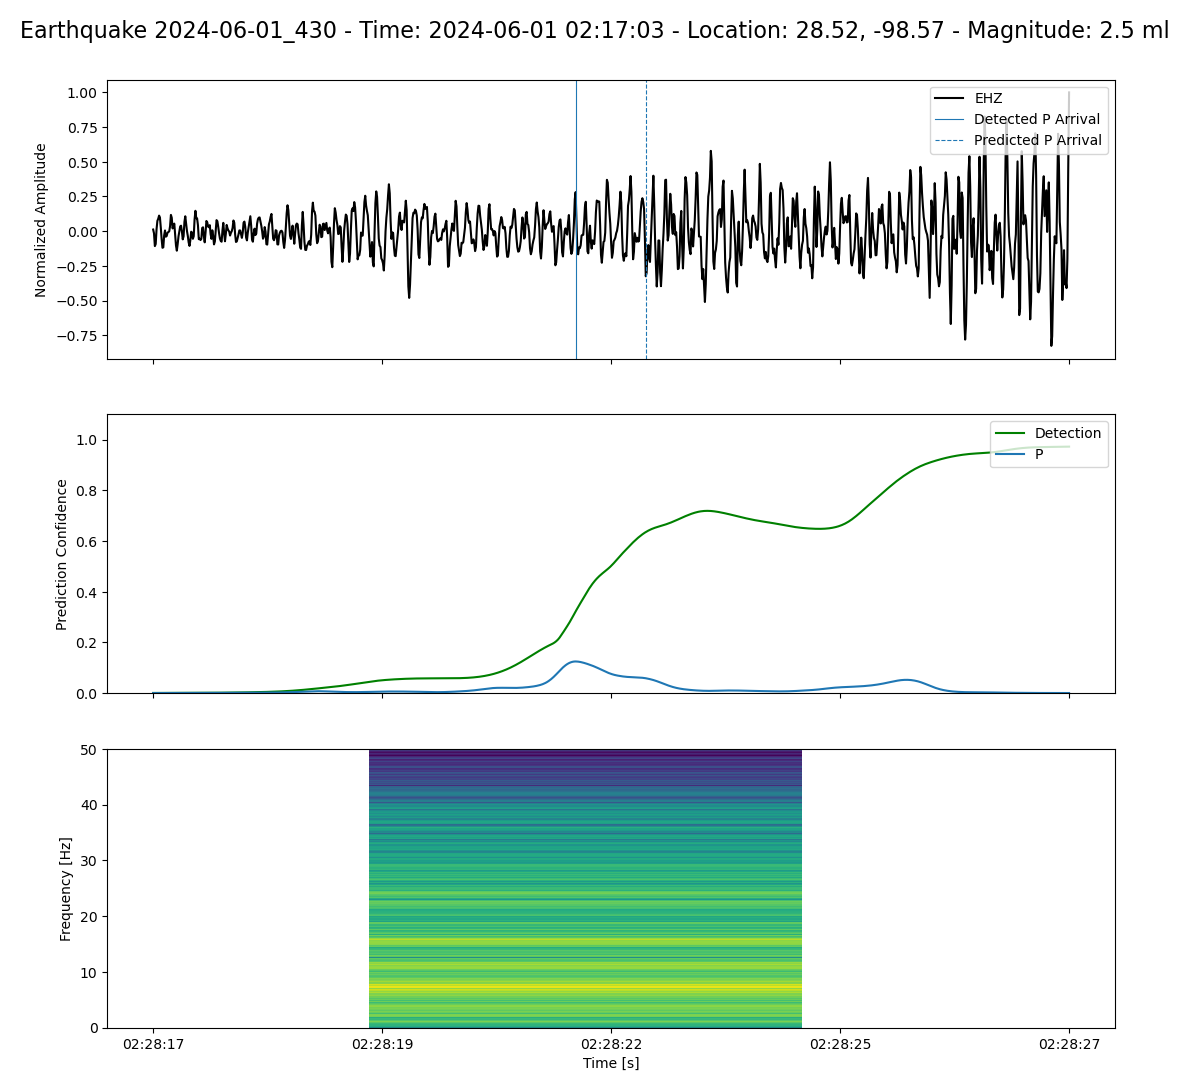 Earthquake 2024-06-01_430 - Time: 2024-06-01 02:17:03 - Location: 28.52, -98.57 - Magnitude: 2.5 ml
1.00
0.75
0.50
0.25
0.00
−0.25
−0.50
−0.75
Normalized Amplitude
EHZ
Detected P Arrival
Predicted P Arrival
1.0
0.8
0.6
0.4
0.2
0.0
Prediction Confidence
Detection
P
50
40
30
20
10
0
Frequency [Hz]
02:28:17 02:28:19 02:28:22 02:28:25 02:28:27
Time [s]